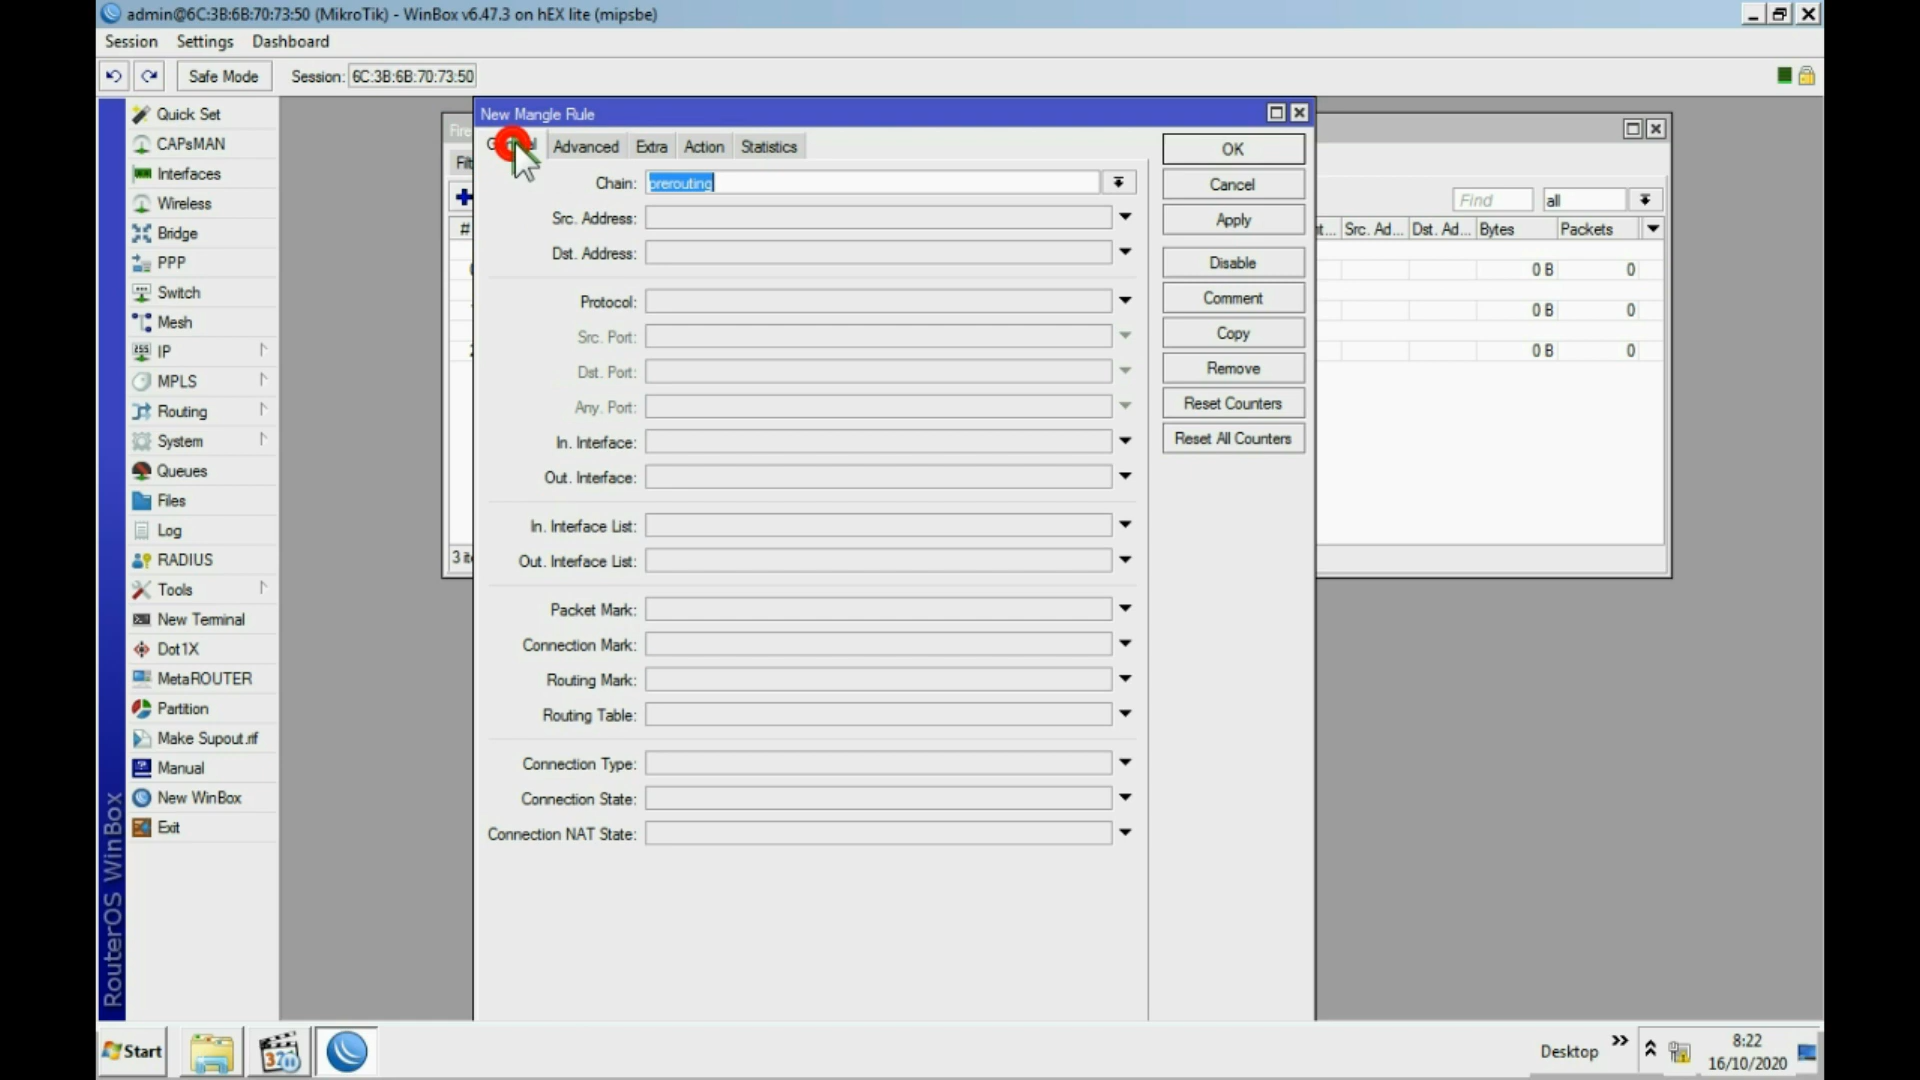 admin@6C:3B:6B:70:73:50 (MikroTik) - WinBox v6.47.3 on hEX lite (mipsbe)
Session Settings Dashboard
Safe Mode Session: 6C:3B:6B:70:73:50
Quick Set
CAPsMAN
Interfaces
Wireless
Bridge
PPP
Switch
Mesh
IP
MPLS
Routing
System
Queues
Files
Log
RADIUS
Tools
New Terminal
Dot1X
MetaROUTER
Partition
Make Supout.rif
Manual
New WinBox
Exit
RouterOS WinBox
New Mangle Rule
Advanced Extra Action Statistics
Chain: prerouting
Src. Address:
Dst. Address:
Protocol:
Src. Port:
Dst. Port:
Any. Port:
In. Interface:
Out. Interface:
In. Interface List:
Out. Interface List:
Packet Mark:
Connection Mark:
Routing Mark:
Routing Table:
Connection Type:
Connection State:
Connection NAT State:
OK
Cancel
Apply
Disable
Comment
Copy
Remove
Reset Counters
Reset All Counters
Find all
# Src. Ad... Dst. Ad... Bytes Packets
0 B 0
0 B 0
0 B 0
Start
Desktop
8:22
16/10/2020